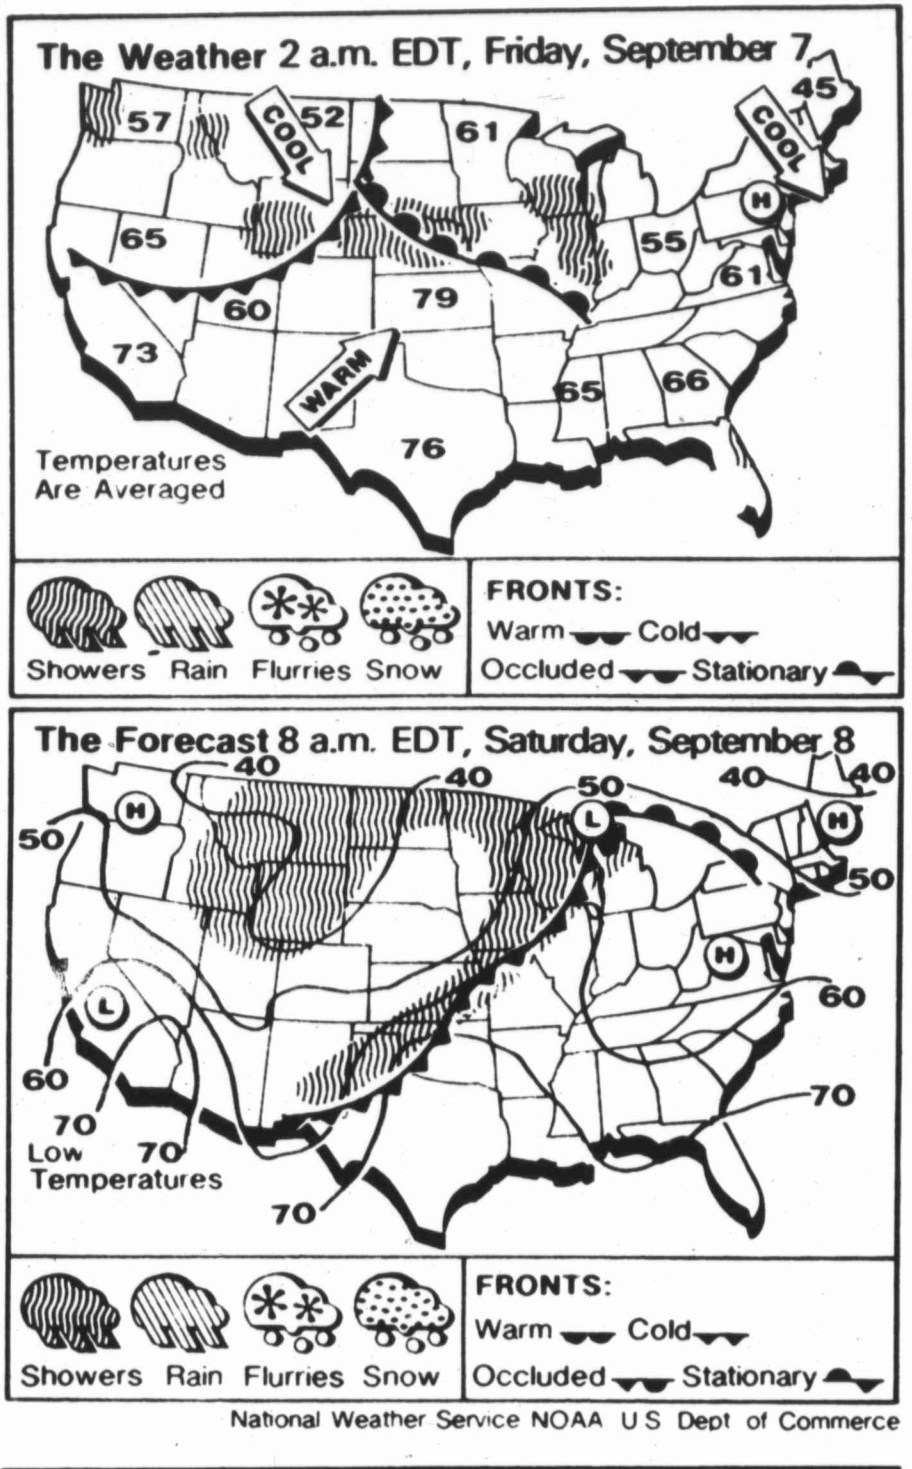 The Weather 2 a.m. EDT, Friday, September 7
45
57
52
61
COOL
COOL
H
65
55
61
60
79
73
WARM
65
66
76
Temperatures
Are Averaged
Showers Rain Flurries Snow
FRONTS:
Warm Cold
Occluded Stationary
The Forecast 8 a.m. EDT, Saturday, September 8
40
40
50
40
40
H
L
H
50
50
H
L
60
60
70
70
70
Low
Temperatures
70
Showers Rain Flurries Snow
FRONTS:
Warm Cold
Occluded Stationary
National Weather Service NOAA U S Dept of Commerce